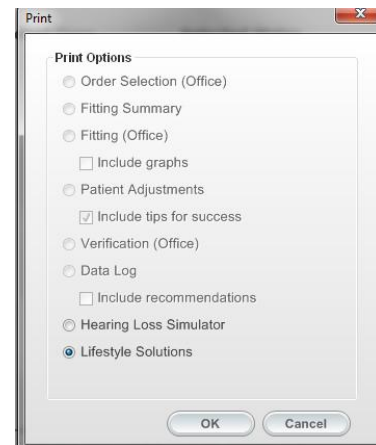 Print
Print Options
Order Selection (Office)
Fitting Summary
Fitting (Office)
Include graphs
Patient Adjustments
Include tips for success
Verification (Office)
Data Log
Include recommendations
Hearing Loss Simulator
Lifestyle Solutions
OK Cancel